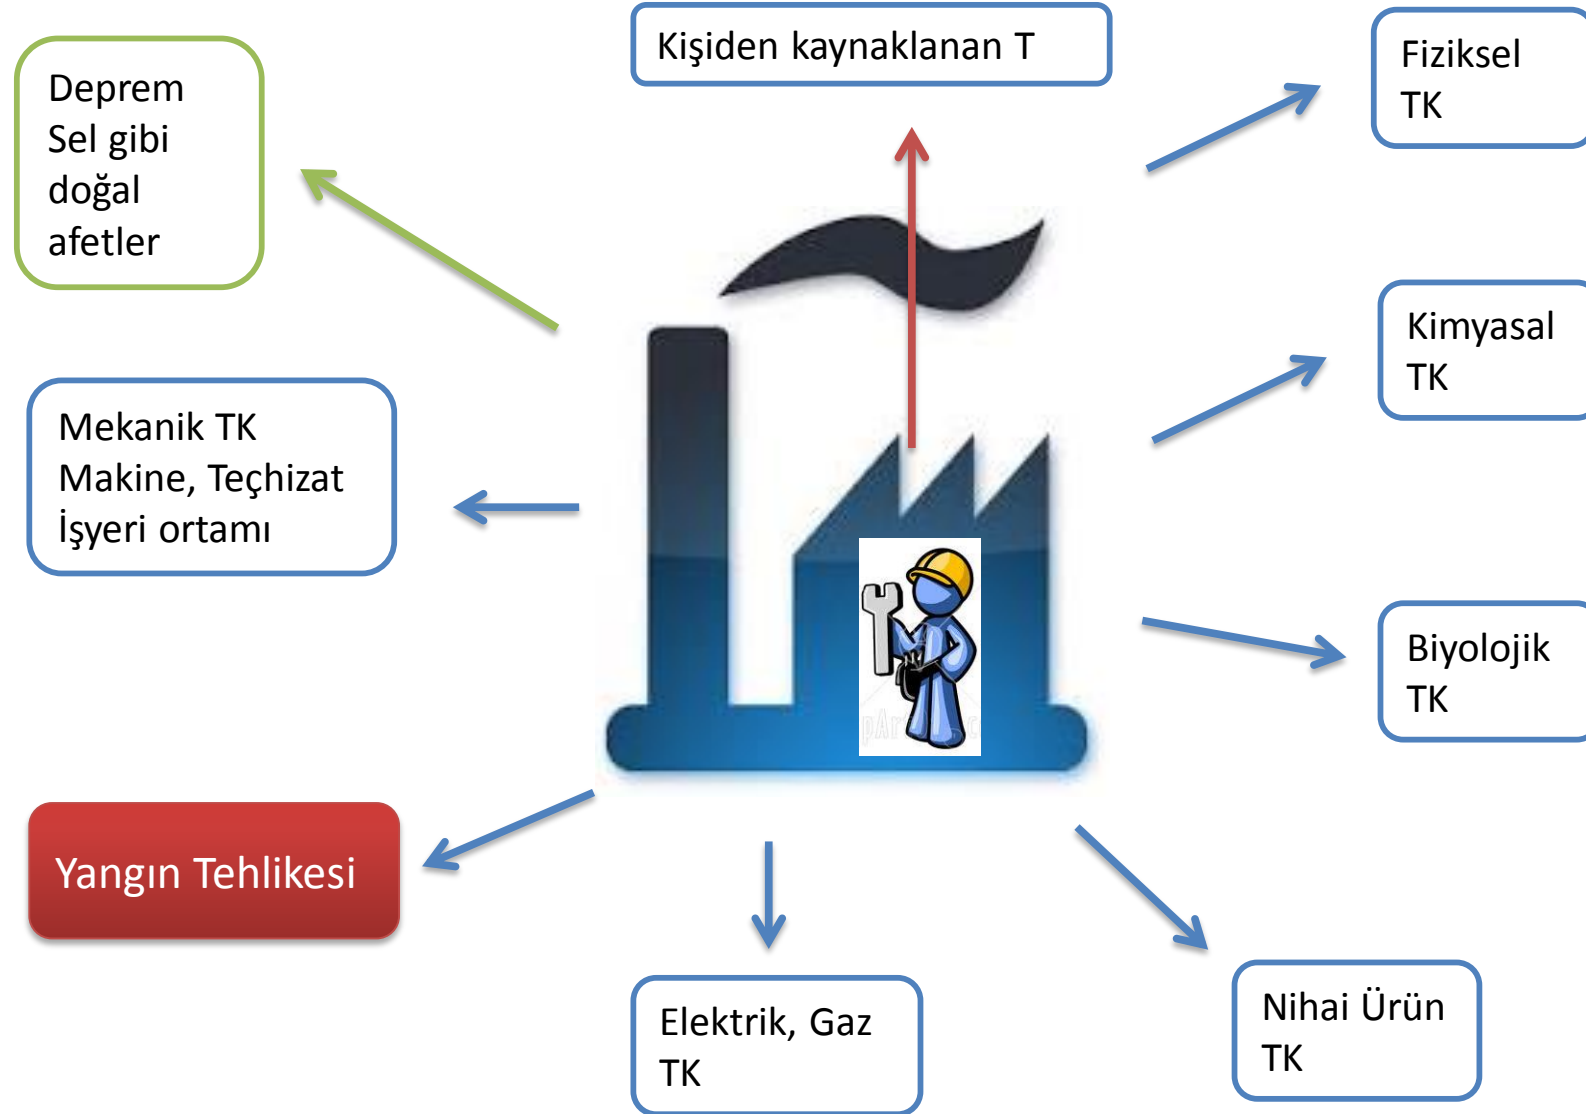 Deprem
Sel gibi
doğal
afetler
Kişiden kaynaklanan T
Fiziksel
TK
Kimyasal
TK
Mekanik TK
Makine, Teçhizat
İşyeri ortamı
Biyolojik
TK
Yangın Tehlikesi
Elektrik, Gaz
TK
Nihai Ürün
TK